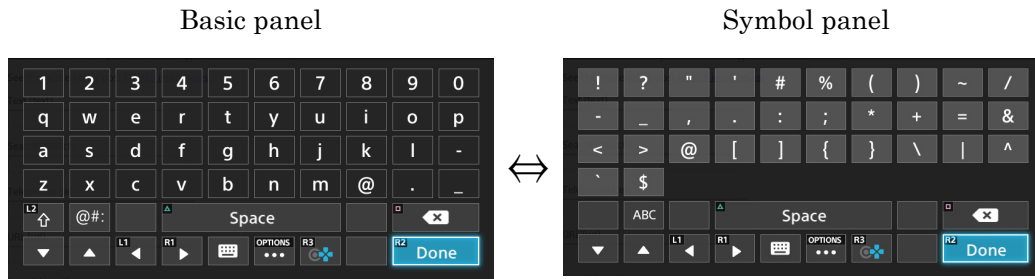 Basic panel
1 2 3 4 5 6 7 8 9 0
q w e r t y u i o p
a s d f g h j k l -
z x c v b n m @ . _
L2 @#: Space
L1 R1 OPTIONS R3 R2 Done
Symbol panel
! ? " ' # % ( ) ~ /
- _ , . : ; * + = &
< > @ [ ] { } \ | ^
` $
ABC Space
L1 R1 OPTIONS R3 R2 Done